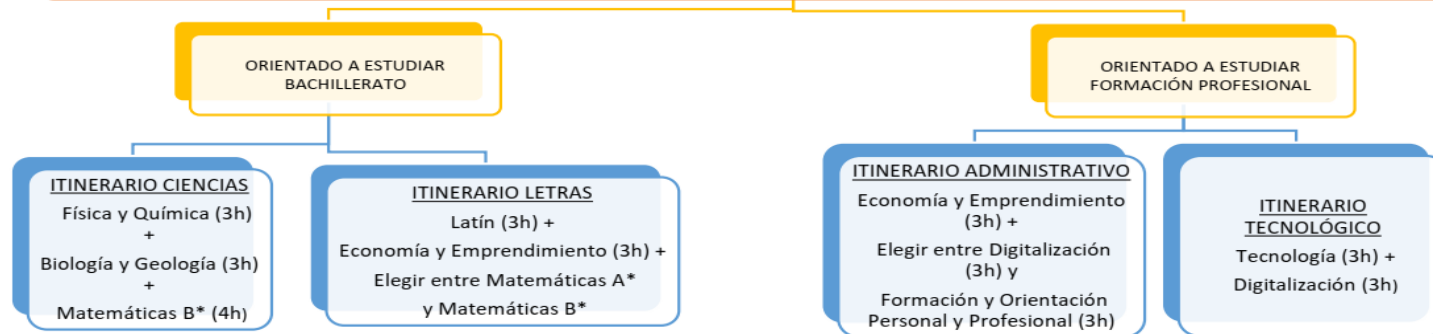 ORIENTADO A ESTUDIAR
BACHILLERATO
ORIENTADO A ESTUDIAR
FORMACIÓN PROFESIONAL
ITINERARIO CIENCIAS
Física y Química (3h)
+
Biología y Geología (3h)
+
Matemáticas B* (4h)
ITINERARIO LETRAS
Latín (3h) +
Economía y Emprendimiento (3h) +
Elegir entre Matemáticas A*
y Matemáticas B*
ITINERARIO ADMINISTRATIVO
Economía y Emprendimiento
(3h) +
Elegir entre Digitalización
(3h) y
Formación y Orientación
Personal y Profesional (3h)
ITINERARIO
TECNOLÓGICO
Tecnología (3h) +
Digitalización (3h)